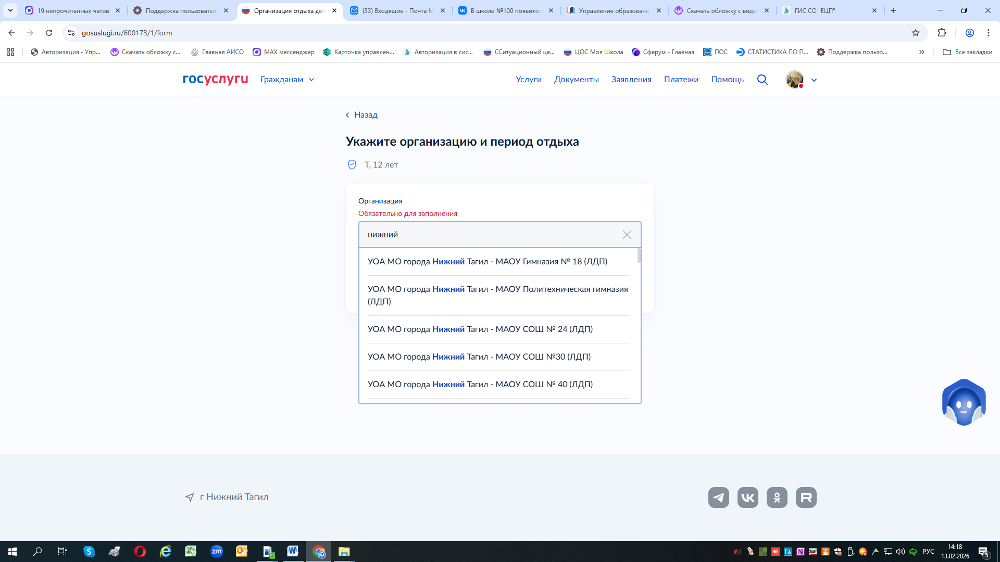 19 непрочитанных чатов
Поддержка пользовател
Организация отдыха дет
(33) Входящие - Почта М
В школе №100 появилос
Управление образовани
Скачать обложку с виде
ГИС СО "ЕЦП"
gosuslugi.ru/600173/1/form
Авторизация - Упр...
Скачать обложку с...
Главная АИСО
MAX мессенджер
Карточка управлен...
Авторизация в сис...
ССитуационный це...
ЦОС Моя Школа
Сферум - Главная
ПОС
СТАТИСТИКА ПО П...
Поддержка пользо...
Все закладки
госуслуги
Гражданам
Услуги
Документы
Заявления
Платежи
Помощь
Назад
Укажите организацию и период отдыха
Т, 12 лет
Организация
Обязательно для заполнения
нижний
УОА МО города Нижний Тагил - МАОУ Гимназия № 18 (ЛДП)
УОА МО города Нижний Тагил - МАОУ Политехническая гимназия
(ЛДП)
УОА МО города Нижний Тагил - МАОУ СОШ № 24 (ЛДП)
УОА МО города Нижний Тагил - МАОУ СОШ №30 (ЛДП)
УОА МО города Нижний Тагил - МАОУ СОШ № 40 (ЛДП)
г Нижний Тагил
РУС
14:18
13.02.2026
5